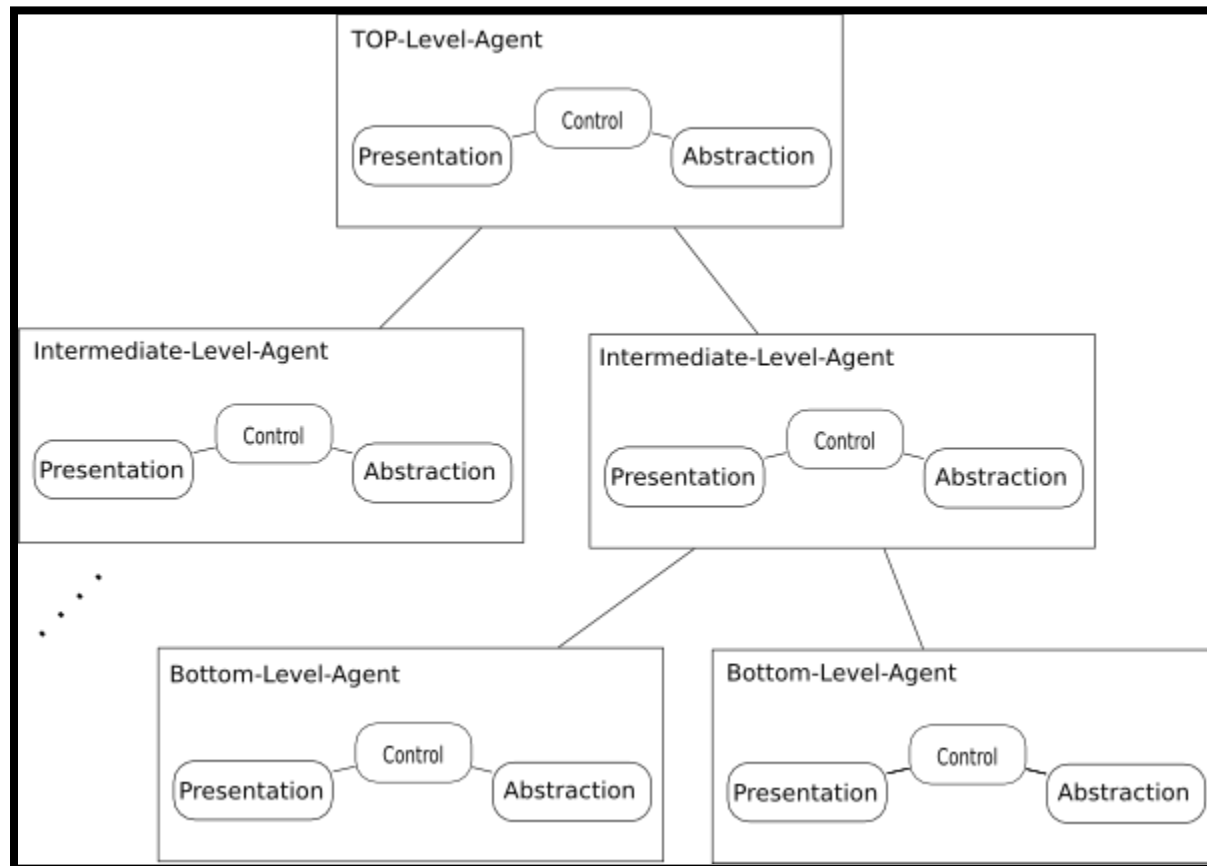 TOP-Level-Agent
Control
Presentation
Abstraction
Intermediate-Level-Agent
Control
Presentation
Abstraction
Intermediate-Level-Agent
Control
Presentation
Abstraction
Bottom-Level-Agent
Control
Presentation
Abstraction
Bottom-Level-Agent
Control
Presentation
Abstraction